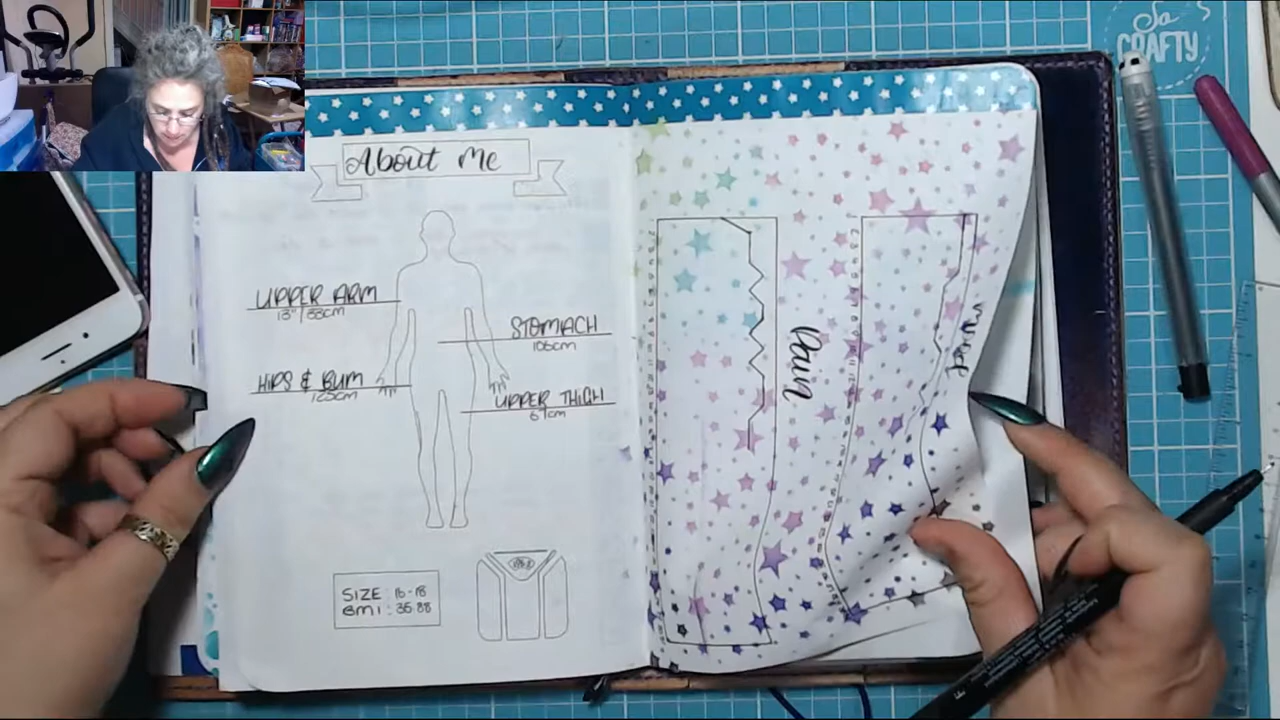 So
CRAFTY
About Me
UPPER ARM
13"/33cm
STOMACH
106cm
HIPS & BUM
125cm
UPPER THIGH
67cm
SIZE : 16-18
BMI : 35.88
Pain